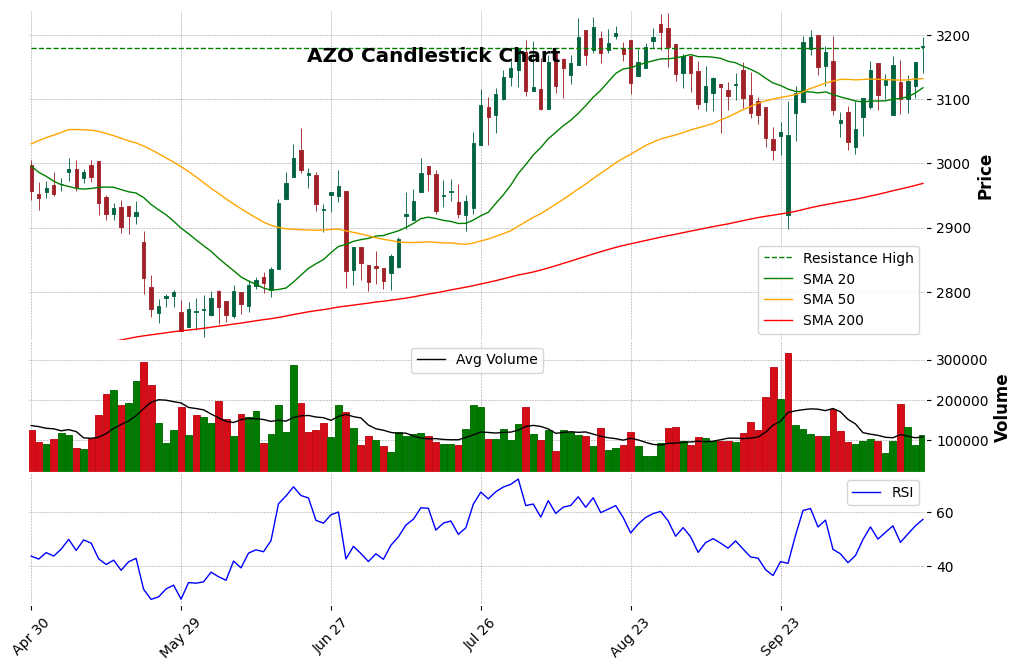 AZO Candlestick Chart
3200
3100
3000
2900
2800
Price
Resistance High
SMA 20
SMA 50
SMA 200
Avg Volume
300000
200000
100000
Volume
RSI
60
40
Apr 30
May 29
Jun 27
Jul 26
Aug 23
Sep 23